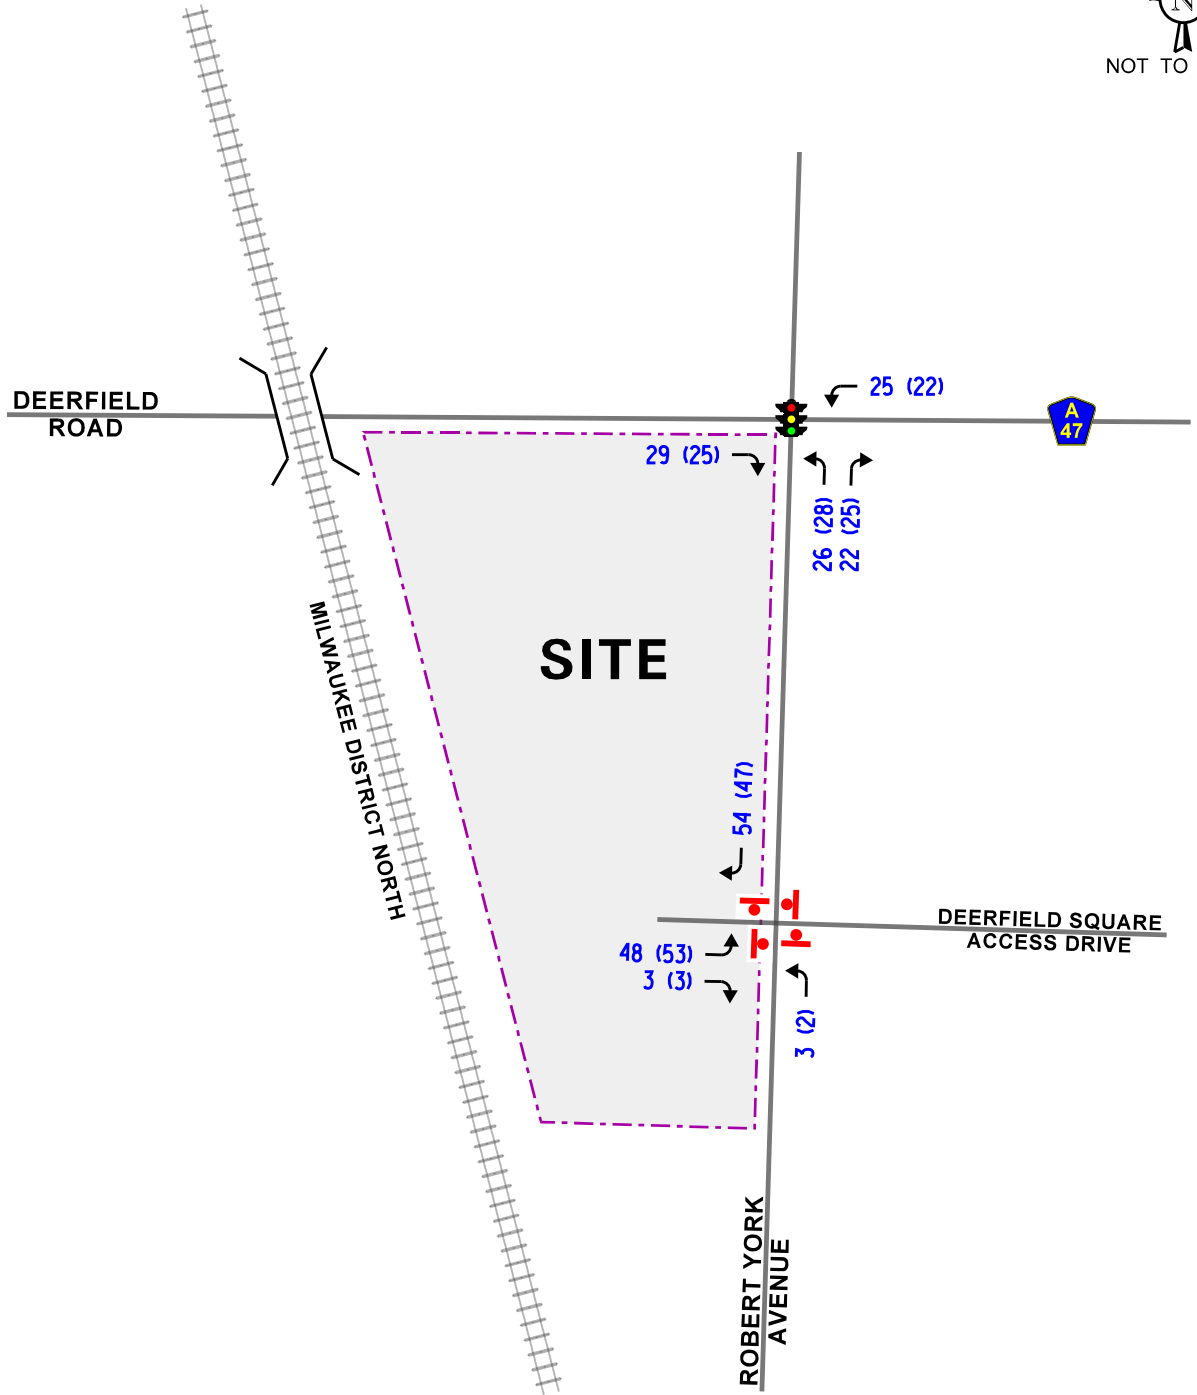 N
NOT TO
25 (22)
DEERFIELD
ROAD
A
47
29 (25)
26 (28)
22 (25)
SITE
MILWAUKEE DISTRICT NORTH
54 (47)
DEERFIELD SQUARE
ACCESS DRIVE
48 (53)
3 (3)
3 (2)
ROBERT YORK
AVENUE